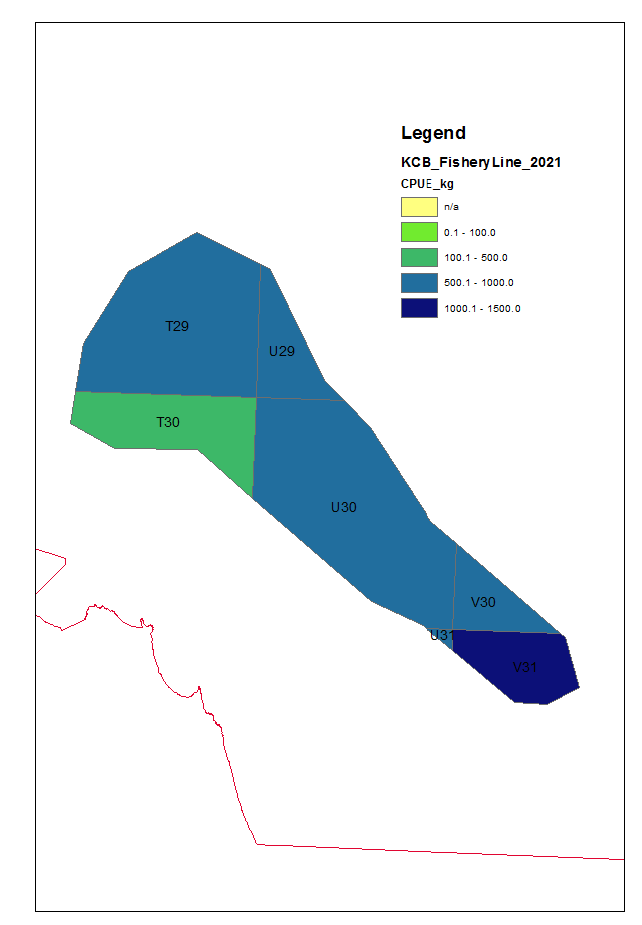 Legend
KCB_FisheryLine_2021
CPUE_kg
n/a
0.1 - 100.0
100.1 - 500.0
500.1 - 1000.0
1000.1 - 1500.0
T29
U29
T30
U30
V30
U31
V31